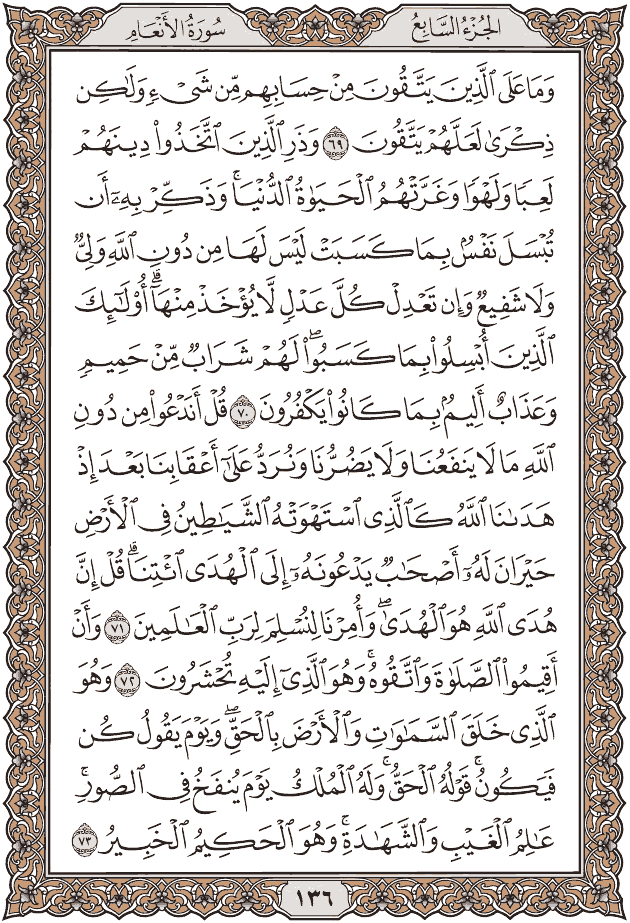 الجُزْءُ السَّابِعُ
سُورَةُ الأَنْعَامِ
وَمَا عَلَى ٱلَّذِينَ يَتَّقُونَ مِنْ حِسَابِهِم مِّن شَىْءٍ وَلَٰكِن
ذِكْرَىٰ لَعَلَّهُمْ يَتَّقُونَ ٦٩ وَذَرِ ٱلَّذِينَ ٱتَّخَذُوا۟ دِينَهُمْ
لَعِبًا وَلَهْوًا وَغَرَّتْهُمُ ٱلْحَيَوٰةُ ٱلدُّنْيَا ۚ وَذَكِّرْ بِهِۦٓ أَن
تُبْسَلَ نَفْسٌۢ بِمَا كَسَبَتْ لَيْسَ لَهَا مِن دُونِ ٱللَّهِ وَلِىٌّ
وَلَا شَفِيعٌ وَإِن تَعْدِلْ كُلَّ عَدْلٍ لَّا يُؤْخَذْ مِنْهَآ ۗ أُو۟لَٰٓئِكَ
ٱلَّذِينَ أُبْسِلُوا۟ بِمَا كَسَبُوا۟ ۖ لَهُمْ شَرَابٌ مِّنْ حَمِيمٍ
وَعَذَابٌ أَلِيمٌۢ بِمَا كَانُوا۟ يَكْفُرُونَ ٧٠ قُلْ أَنَدْعُوا۟ مِن دُونِ
ٱللَّهِ مَا لَا يَنفَعُنَا وَلَا يَضُرُّنَا وَنُرَدُّ عَلَىٰٓ أَعْقَابِنَا بَعْدَ إِذْ
هَدَىٰنَا ٱللَّهُ كَٱلَّذِى ٱسْتَهْوَتْهُ ٱلشَّيَٰطِينُ فِى ٱلْأَرْضِ
حَيْرَانَ لَهُۥٓ أَصْحَٰبٌ يَدْعُونَهُۥٓ إِلَى ٱلْهُدَى ٱئْتِنَا ۗ قُلْ إِنَّ
هُدَى ٱللَّهِ هُوَ ٱلْهُدَىٰ ۖ وَأُمِرْنَا لِنُسْلِمَ لِرَبِّ ٱلْعَٰلَمِينَ ٧١ وَأَنْ
أَقِيمُوا۟ ٱلصَّلَوٰةَ وَٱتَّقُوهُ ۚ وَهُوَ ٱلَّذِىٓ إِلَيْهِ تُحْشَرُونَ ٧٢ وَهُوَ
ٱلَّذِى خَلَقَ ٱلسَّمَٰوَٰتِ وَٱلْأَرْضَ بِٱلْحَقِّ ۖ وَيَوْمَ يَقُولُ كُن
فَيَكُونُ ۚ قَوْلُهُ ٱلْحَقُّ ۚ وَلَهُ ٱلْمُلْكُ يَوْمَ يُنفَخُ فِى ٱلصُّورِ ۚ
عَٰلِمُ ٱلْغَيْبِ وَٱلشَّهَٰدَةِ ۚ وَهُوَ ٱلْحَكِيمُ ٱلْخَبِيرُ ٧٣
١٣٦